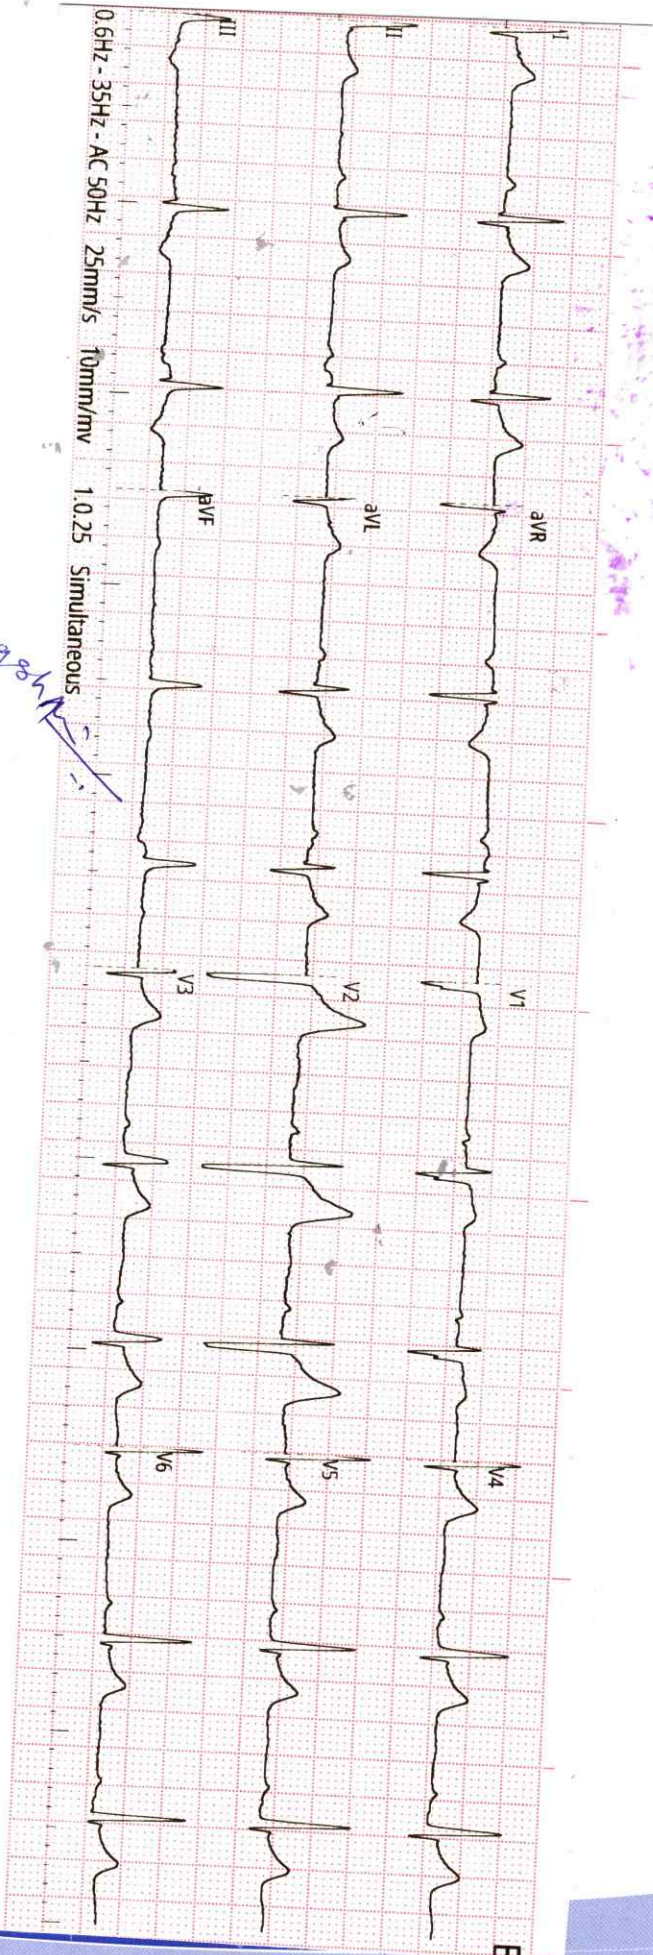 I
aVR
V1
V4
II
aVL
V2
V5
III
aVF
V3
V6
0.6Hz - 35Hz - AC 50Hz 25mm/s 10mm/mv 1.0.25 Simultaneous